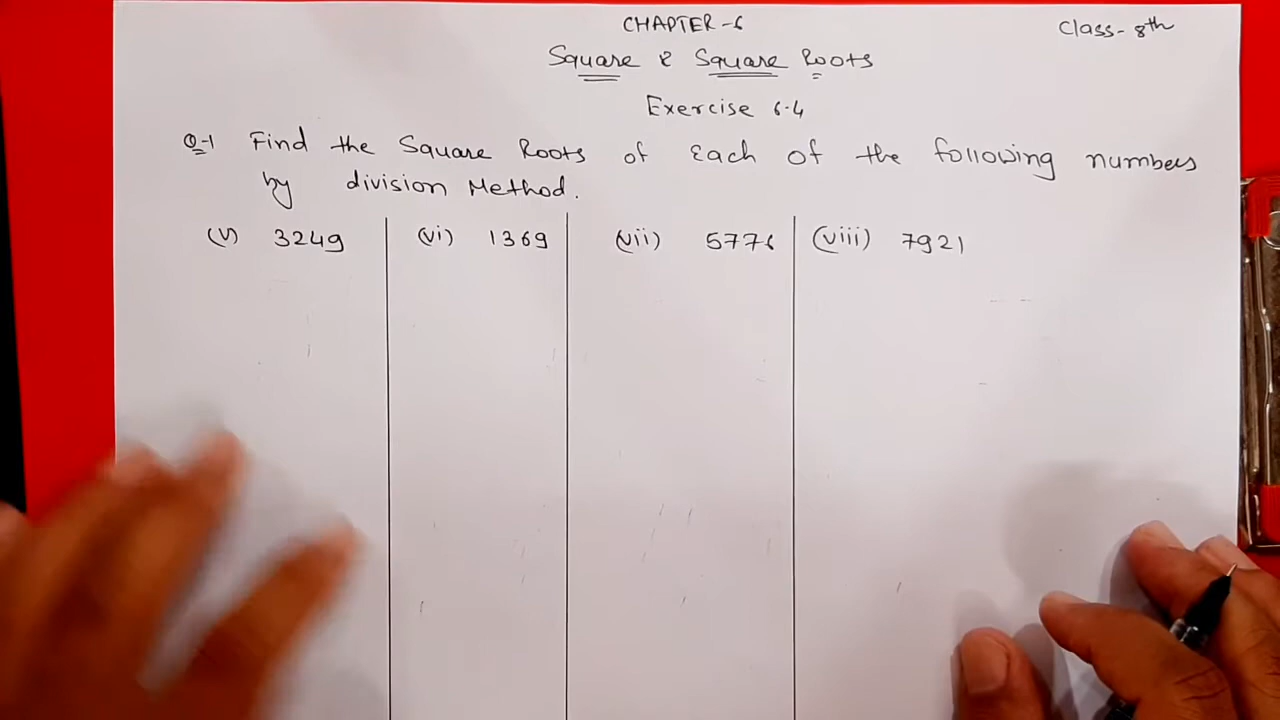 CHAPTER-6
Class- 8th
Square & Square Roots
Exercise 6.4
Q-1 Find the Square Roots of Each of the following numbers
by division Method.
(v) 3249 (vi) 1369 (vii) 5776 (viii) 7921